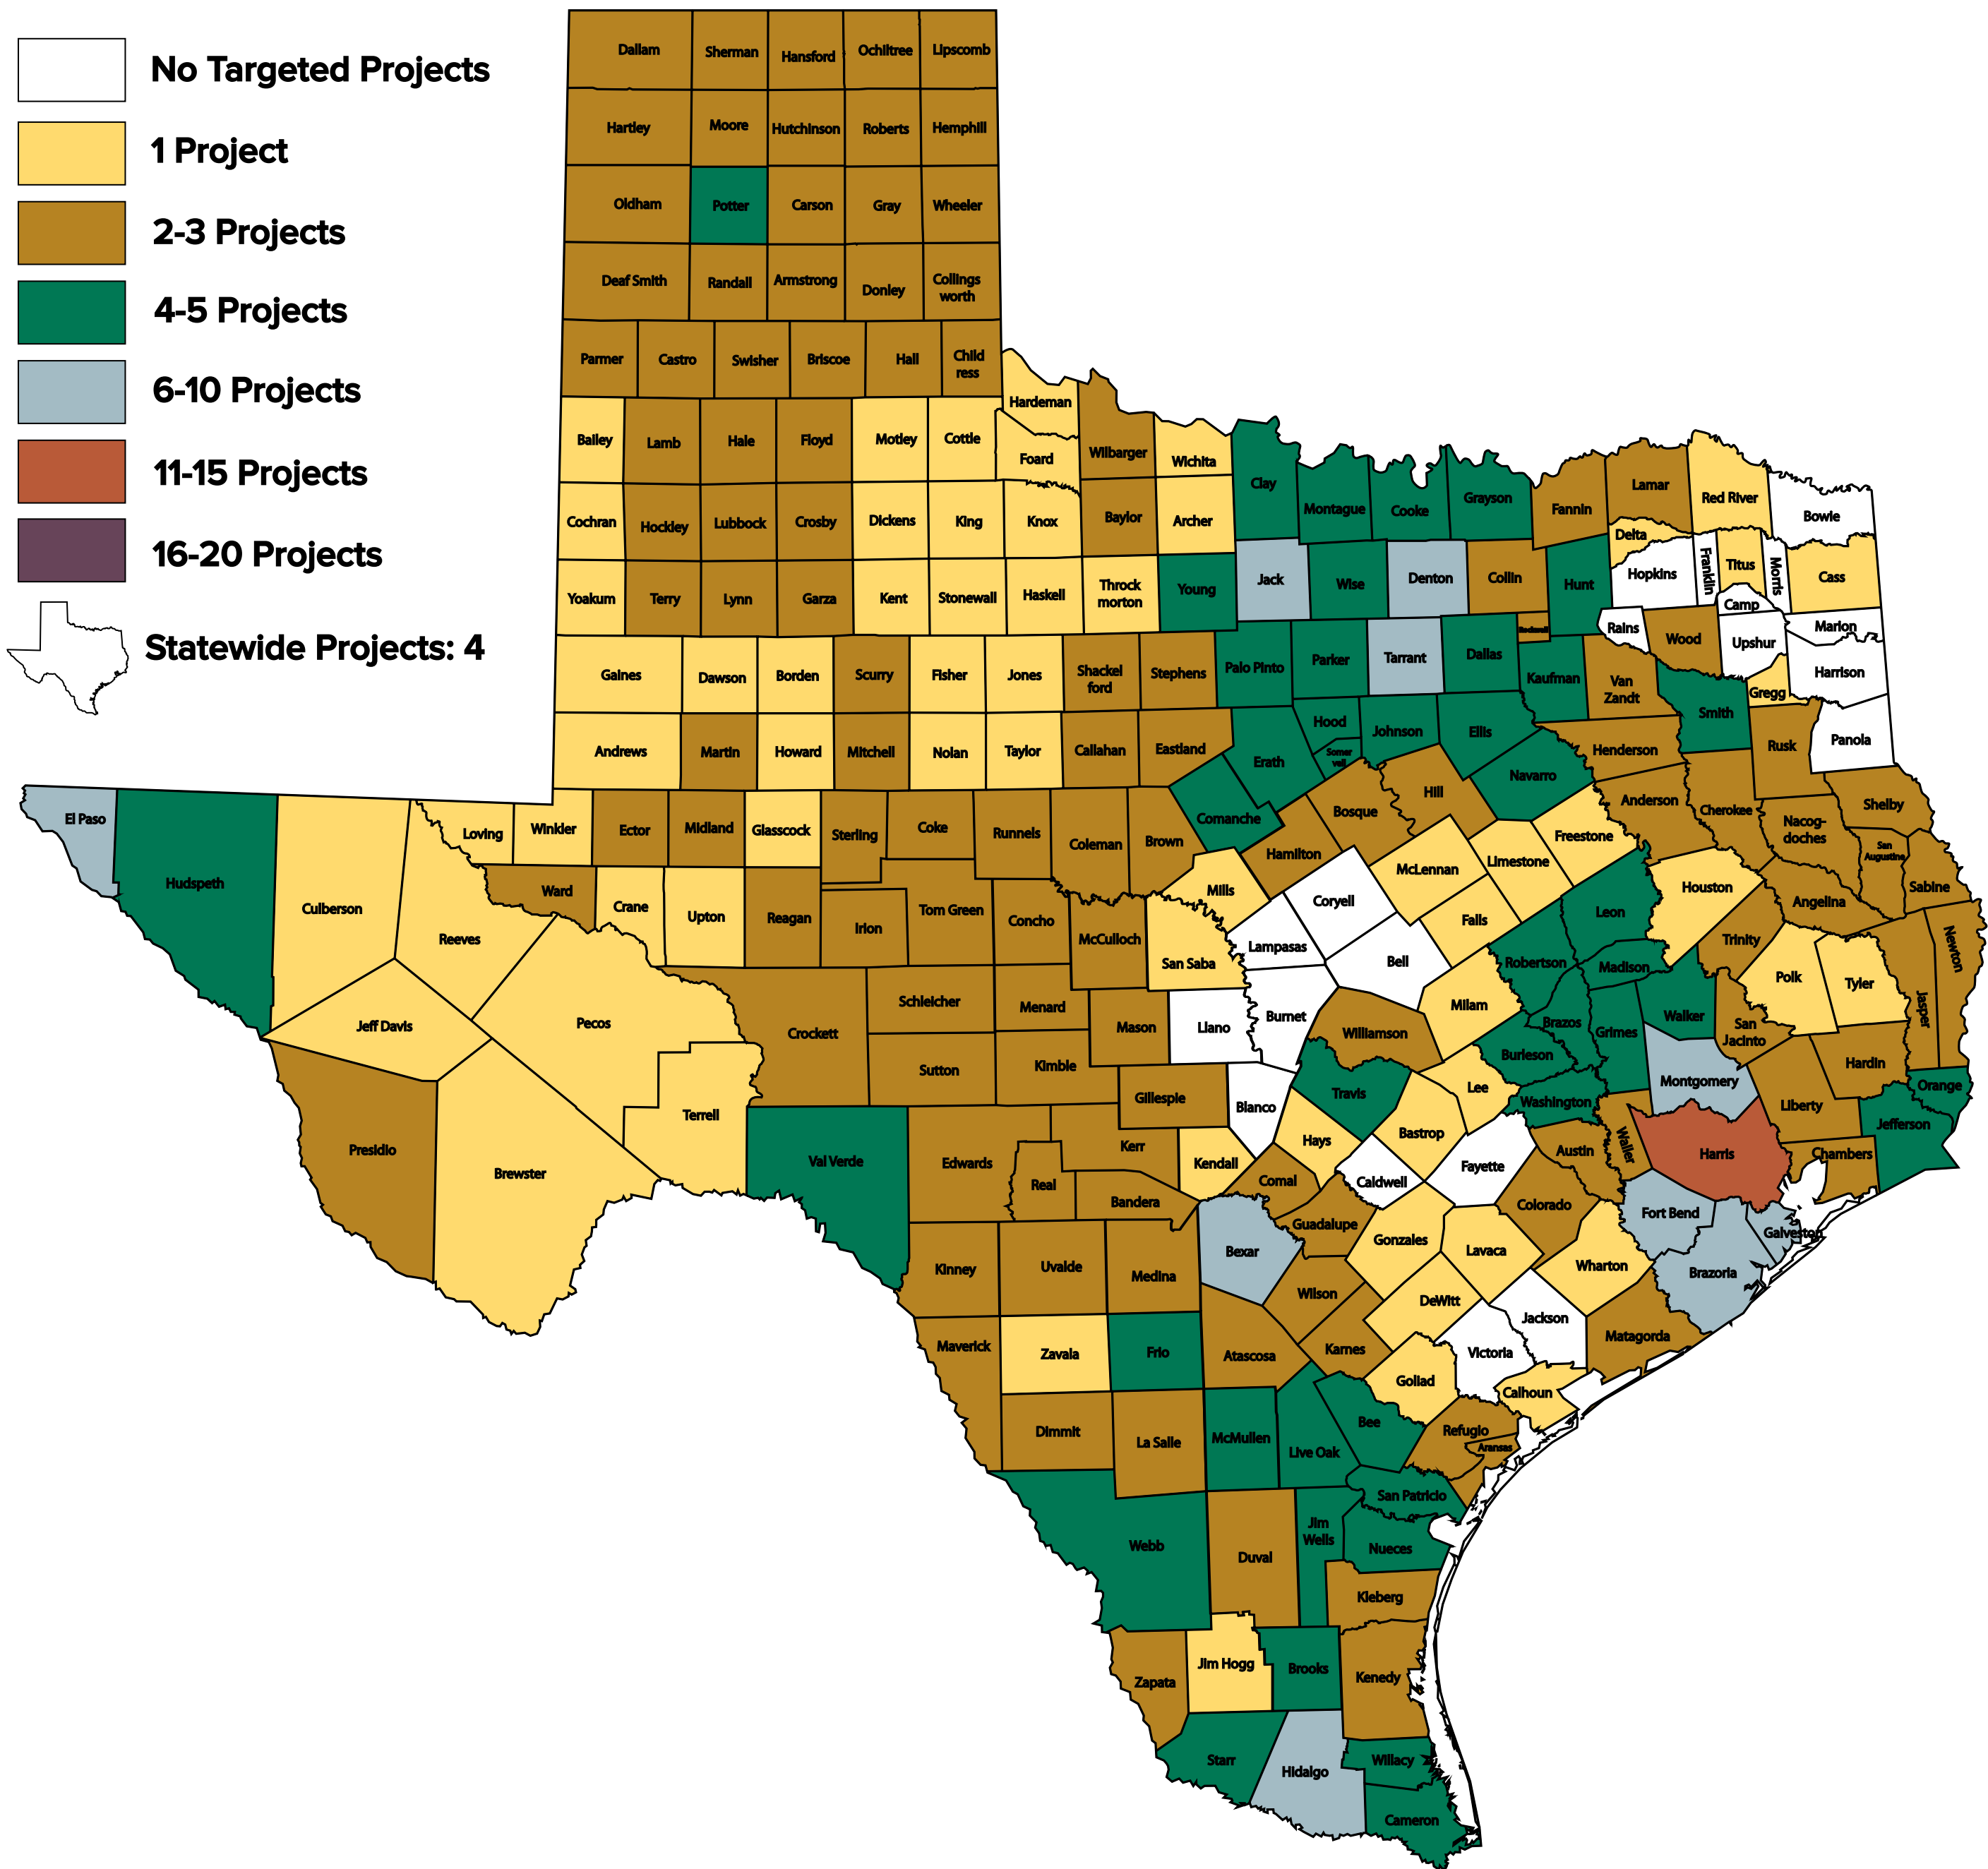 No Targeted Projects
1 Project
2-3 Projects
4-5 Projects
6-10 Projects
11-15 Projects
16-20 Projects
Statewide Projects: 4
Dallam Sherman Hansford Ochiltree Lipscomb
Hartley Moore Hutchinson Roberts Hemphill
Oldham Potter Carson Gray Wheeler
Deaf Smith Randall Armstrong Donley Collings
worth
Parmer Castro Swisher Briscoe Hall Child
ress
Hardeman
Bailey Lamb Hale Floyd Motley Cottle Foard Wilbarger Wichita Clay Montague Cooke Grayson Fannin Lamar Red River Bowie
Cochran Hockley Lubbock Crosby Dickens King Knox Baylor Archer Delta
Jack Wise Denton Collin Hunt Hopkins Franklin Titus Morris Cass
Yoakum Terry Lynn Garza Kent Stonewall Haskell Throck
morton
Young
Rockwall Rains Wood Camp Upshur Marion
Harrison
Gaines Dawson Borden Scurry Fisher Jones Shackel
ford
Stephens Palo Pinto Parker Tarrant Dallas Kaufman Van
Zandt
Smith Gregg
Andrews Martin Howard Mitchell Nolan Taylor Callahan Eastland Erath Hood Somer
vell
Johnson Ellis Henderson Rusk Panola
Navarro
El Paso Hudspeth Culberson Loving Winkler Ector Midland Glasscock Sterling Coke Runnels Coleman Brown Comanche Hamilton Bosque Hill Freestone Anderson Cherokee Nacog-
doches
Shelby
San
Augustine
Sabine
Reeves Ward Crane Upton Reagan Irion Tom Green Concho McCulloch San Saba Mills Lampasas Coryell McLennan Limestone Falls Leon Houston Angelina
Trinity
Newton
Jasper
Jeff Davis Pecos Crockett Schleicher Menard Mason Llano Burnet Bell Milam Robertson Madison Walker Polk Tyler
Brazos Grimes San
Jacinto
Hardin
Terrell Sutton Kimble Gillespie Blanco Williamson Travis Lee Burleson Washington Montgomery Liberty Orange
Jefferson
Presidio Brewster Val Verde Edwards Real Kerr Bandera Kendall Hays Comal Bastrop Caldwell Fayette Austin Waller Harris Chambers
Kinney Uvalde Medina Bexar Guadalupe Gonzales Lavaca Colorado Wharton Fort Bend Galveston
Brazoria
Wilson DeWitt Jackson Matagorda
Maverick Zavala Frio Atascosa Karnes Goliad Victoria Calhoun
Dimmit La Salle McMullen Live Oak Bee Refugio
Aransas
San Patricio
Webb Duval Jim
Wells
Nueces
Kleberg
Zapata Jim Hogg Brooks Kenedy
Starr Hidalgo Willacy
Cameron